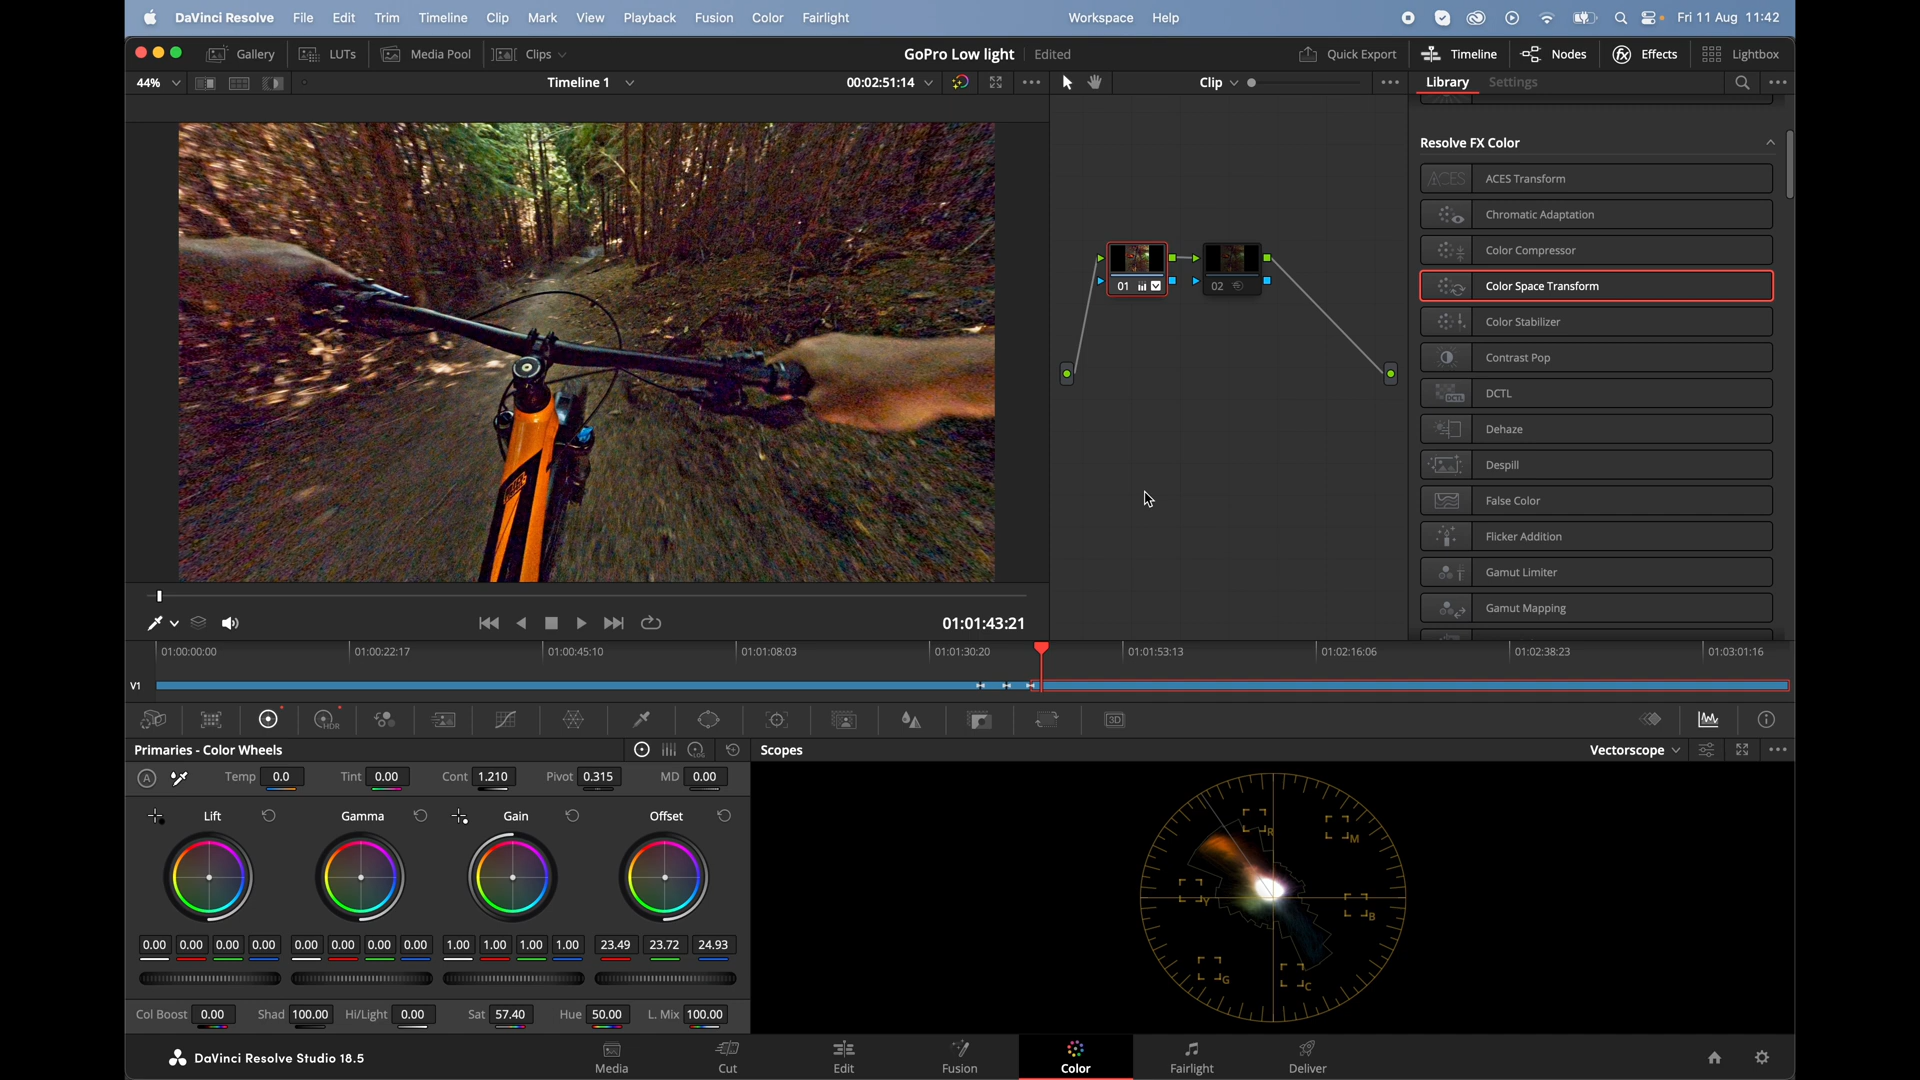 DaVinci Resolve File Edit Trim Timeline Clip Mark View Playback Fusion Color Fairlight Workspace Help Fri 11 Aug 11:42
Gallery LUTs Media Pool Clips GoPro Low light Edited Quick Export Timeline Nodes Effects Lightbox
44% Timeline 1 00:02:51:14 Clip Library Settings
Resolve FX Color
ACES ACES Transform
Chromatic Adaptation
Color Compressor
Color Space Transform
Color Stabilizer
Contrast Pop
DCTL DCTL
Dehaze
Despill
False Color
Flicker Addition
Gamut Limiter
Gamut Mapping
01 02
01:01:43:21
01:00:00:00 01:00:22:17 01:00:45:10 01:01:08:03 01:01:30:20 01:01:53:13 01:02:16:06 01:02:38:23 01:03:01:16
V1
HDR 3D
Primaries - Color Wheels LOG Scopes Vectorscope
A Temp 0.0 Tint 0.00 Cont 1.210 Pivot 0.315 MD 0.00
Lift Gamma Gain Offset
R M B C G Y
0.00 0.00 0.00 0.00 0.00 0.00 0.00 0.00 1.00 1.00 1.00 1.00 23.49 23.72 24.93
Col Boost 0.00 Shad 100.00 Hi/Light 0.00 Sat 57.40 Hue 50.00 L. Mix 100.00
DaVinci Resolve Studio 18.5 Media Cut Edit Fusion Color Fairlight Deliver